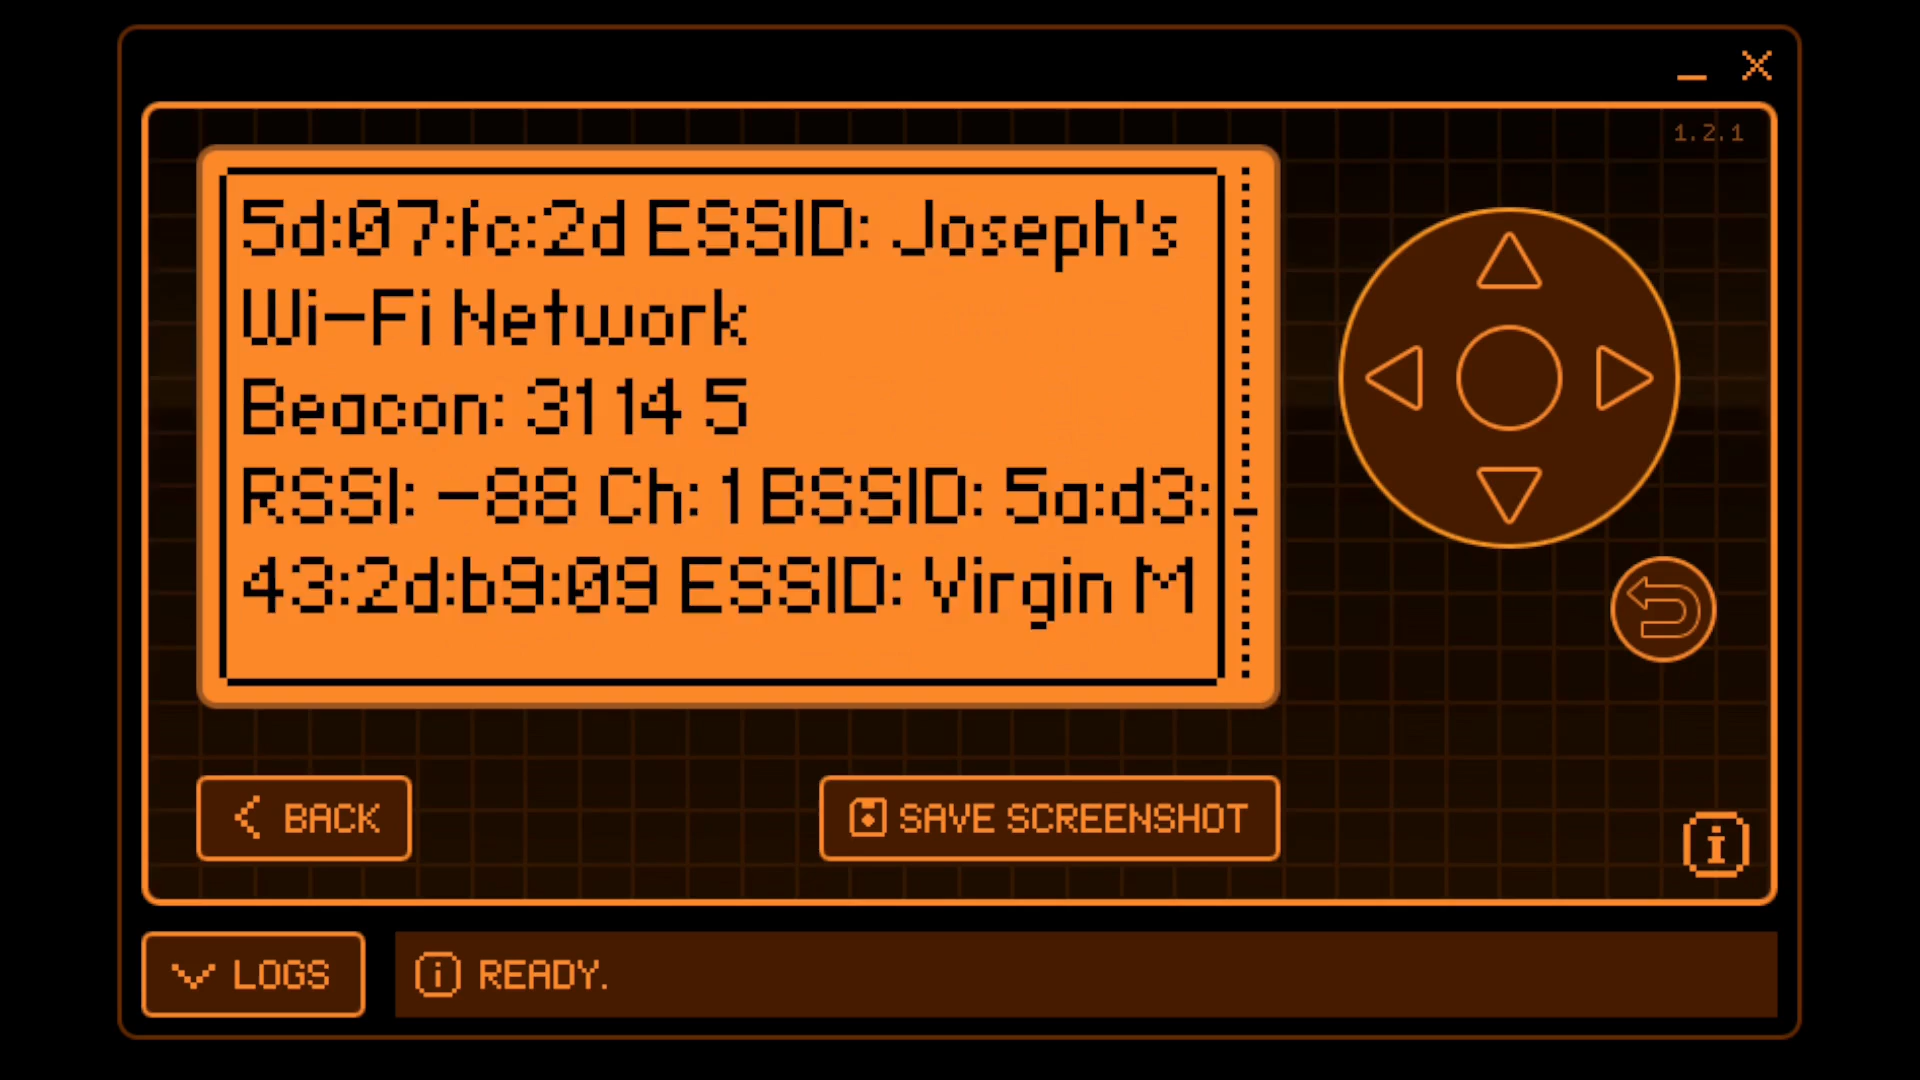 1.2.1
5d:07:fc:2d ESSID: Joseph's
Wi-Fi Network
Beacon: 31 14 5
RSSI: -88 Ch: 1 BSSID: 5a:d3:
43:2d:b9:09 ESSID: Virgin M
BACK
SAVE SCREENSHOT
LOGS
READY.